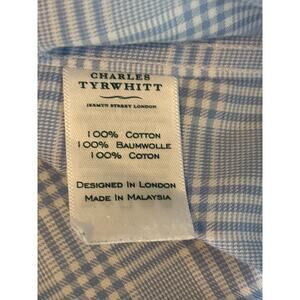 CHARLES
TYRWHITT
JERMYN STREET LONDON
100% COTTON
100% BAUMWOLLE
100% COTON
DESIGNED IN LONDON
MADE IN MALAYSIA